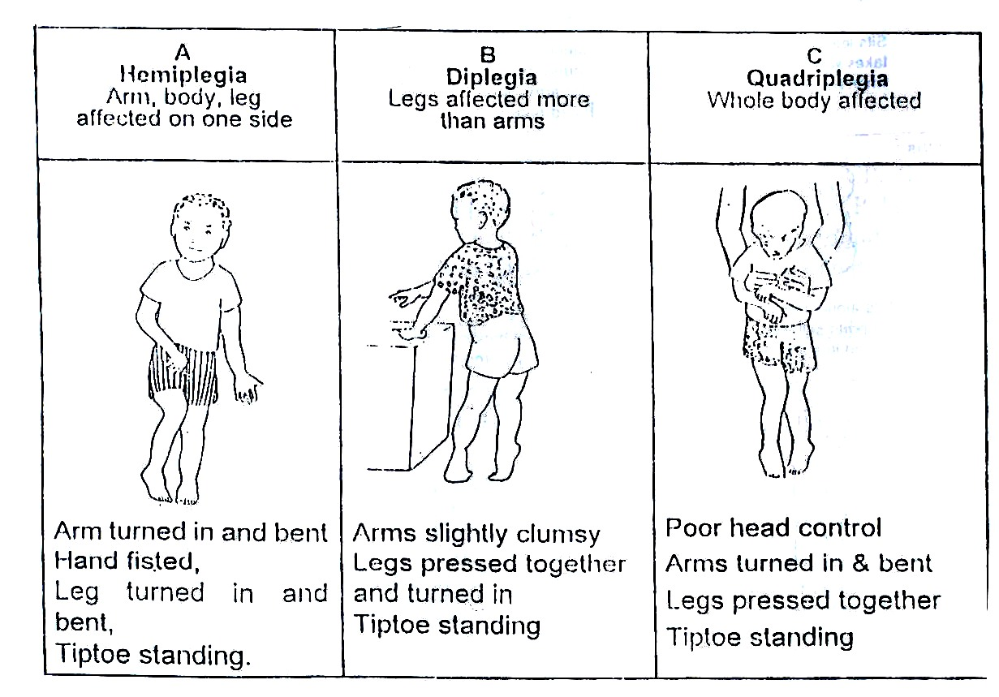 A
Hemiplegia
Arm, body, leg
affected on one side
B
Diplegia
Legs affected more
than arms
C
Quadriplegia
Whole body affected
Arm turned in and bent
Hand fisted,
Leg turned in and
bent,
Tiptoe standing.
Arms slightly clumsy
Legs pressed together
and turned in
Tiptoe standing
Poor head control
Arms turned in & bent
Legs pressed together
Tiptoe standing